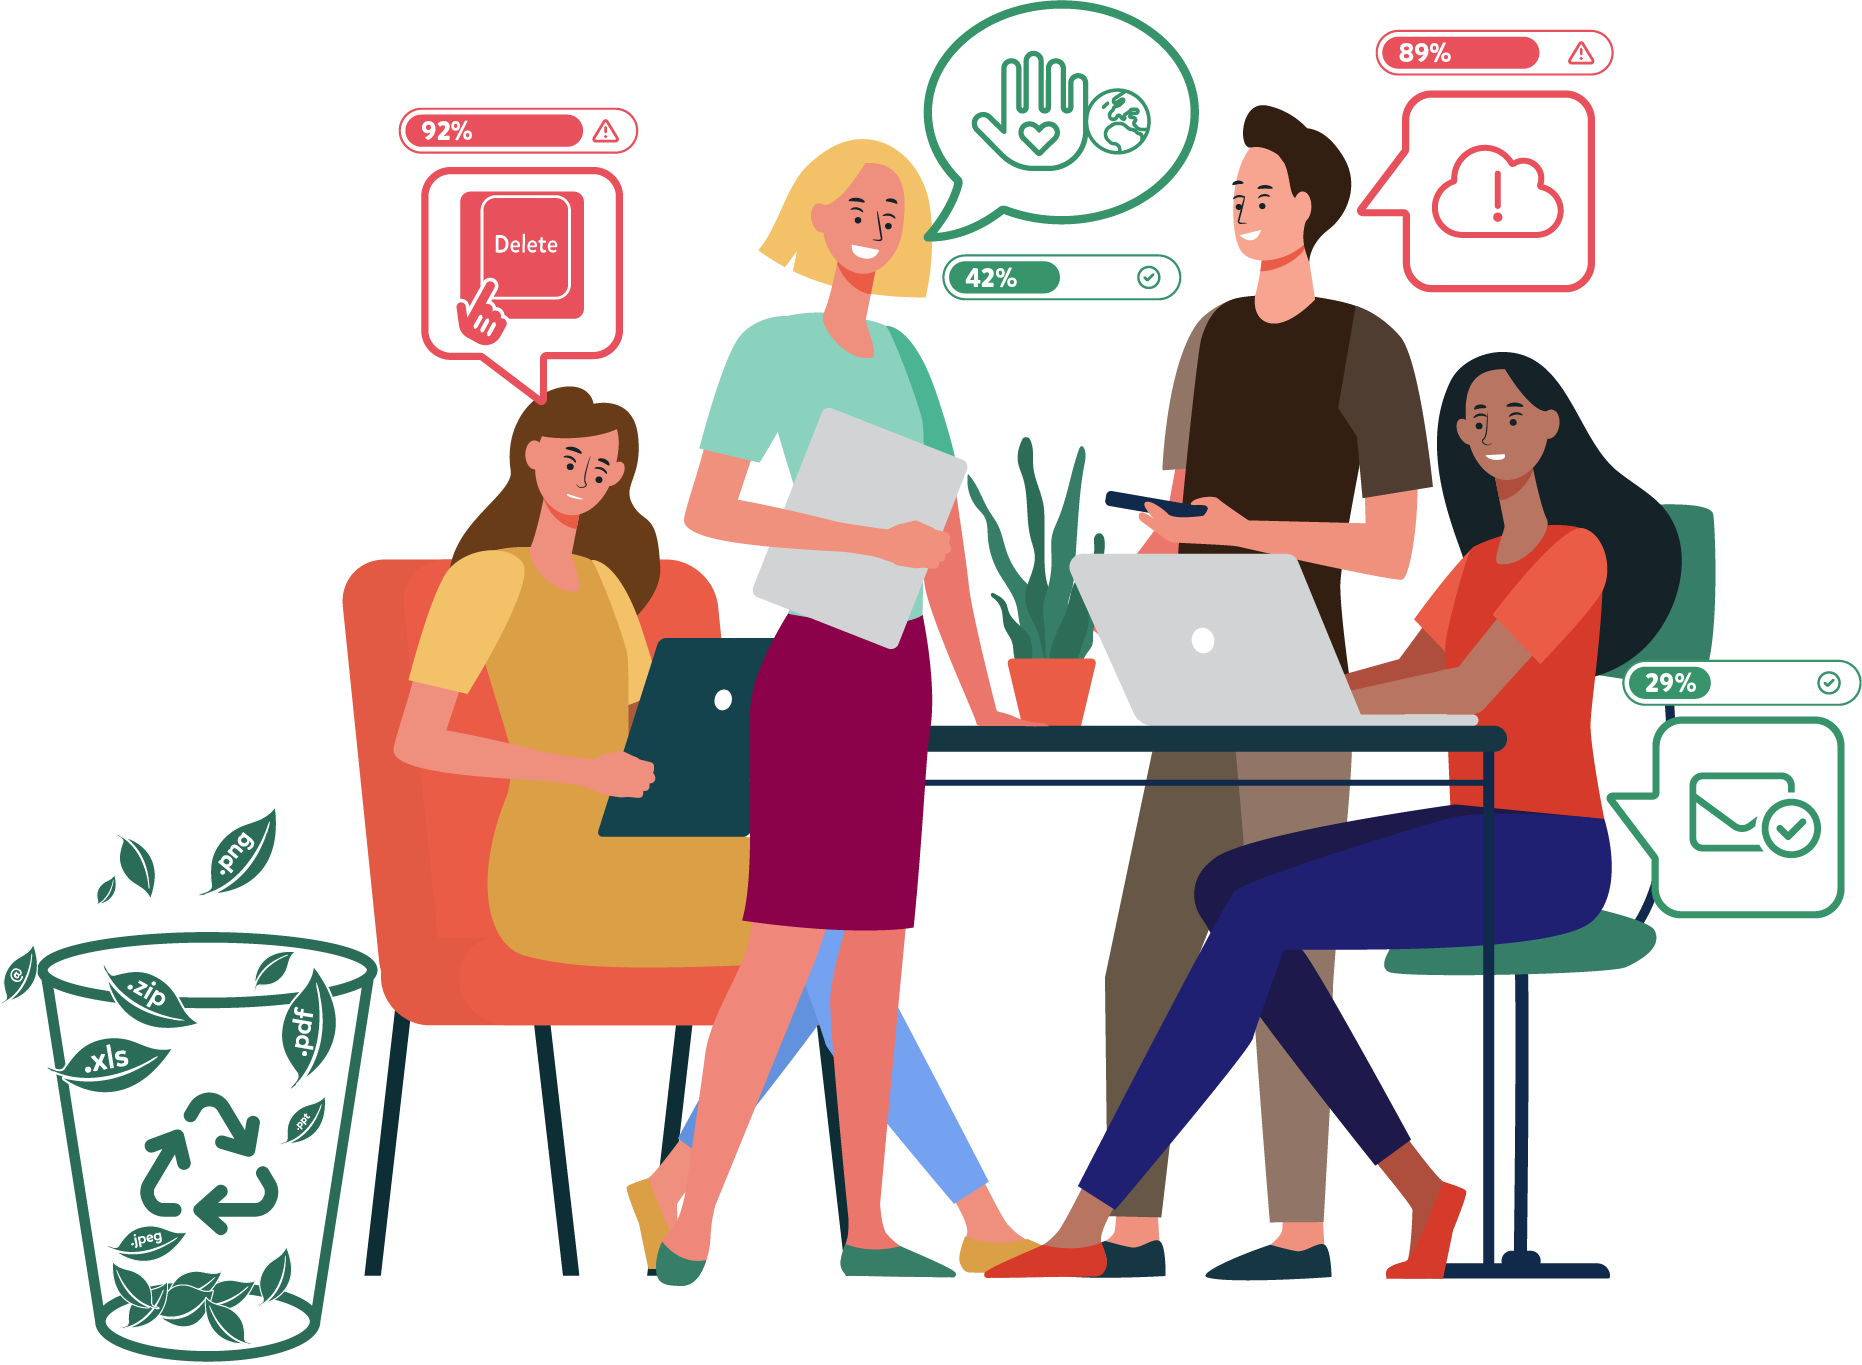 89%
92%
Delete
42%
29%
.png
@
.zip
.pdf
.xls
.ppt
.jpeg